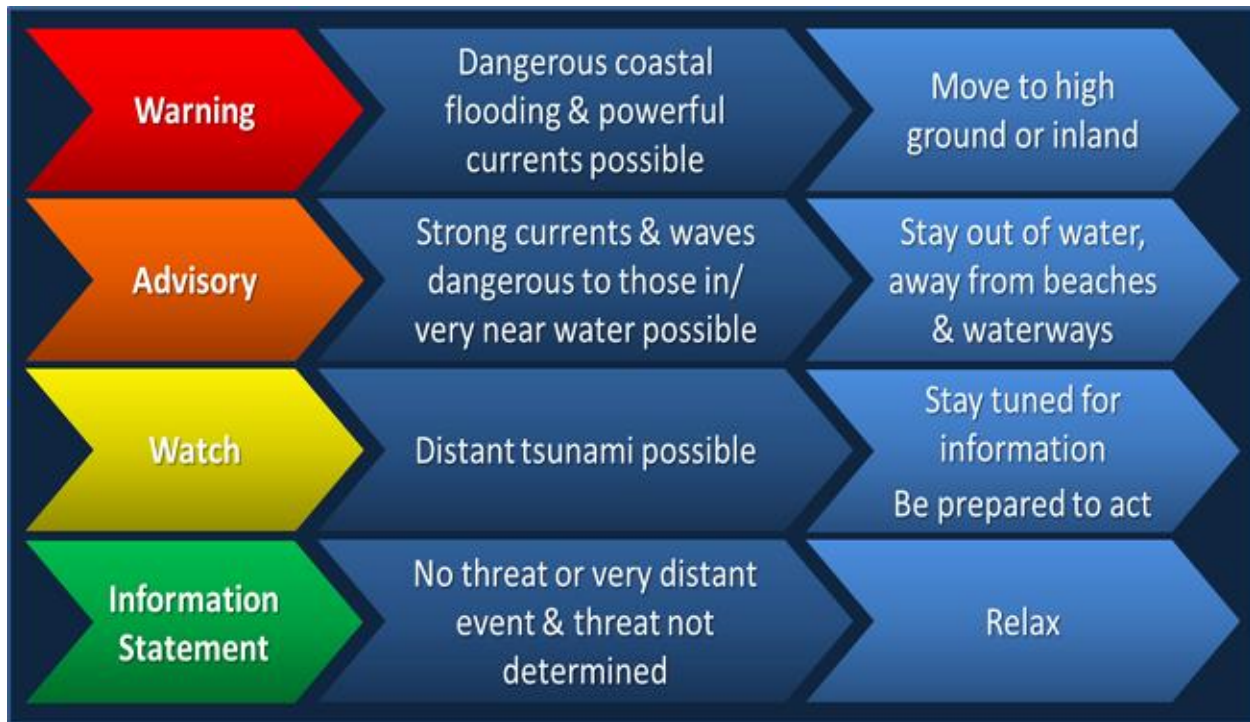 Warning
Dangerous coastal
flooding & powerful
currents possible
Move to high
ground or inland
Advisory
Strong currents & waves
dangerous to those in/
very near water possible
Stay out of water,
away from beaches
& waterways
Watch
Distant tsunami possible
Stay tuned for
information
Be prepared to act
Information
Statement
No threat or very distant
event & threat not
determined
Relax